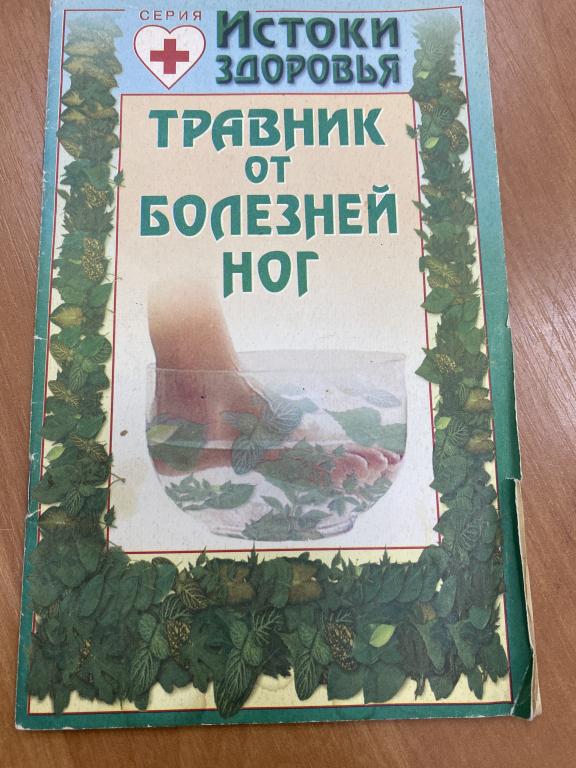 СЕРИЯ
ИСТОКИ
ЗДОРОВЬЯ
ТРАВНИК
ОТ
БОЛЕЗНЕЙ
НОГ